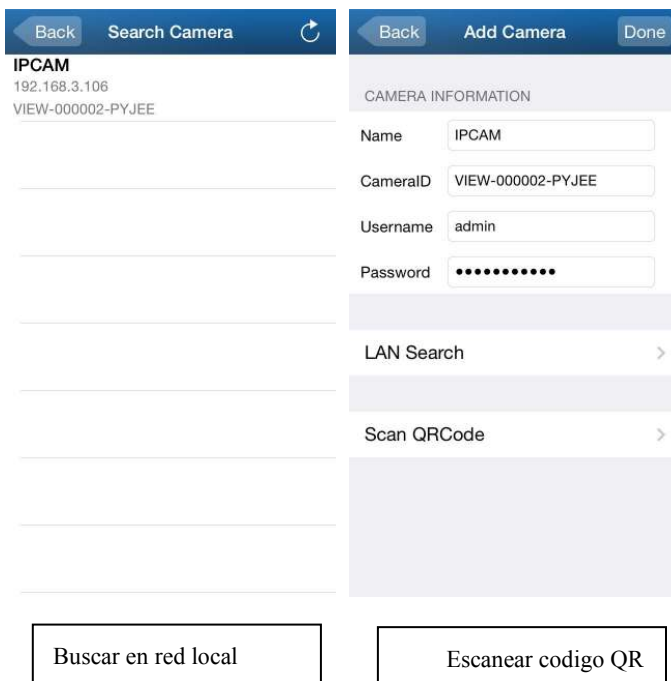 Back Search Camera
IPCAM
192.168.3.106
VIEW-000002-PYJEE
Back Add Camera Done
CAMERA INFORMATION
Name IPCAM
CameraID VIEW-000002-PYJEE
Username admin
Password •••••••••••
LAN Search
Scan QRCode
Buscar en red local
Escanear codigo QR